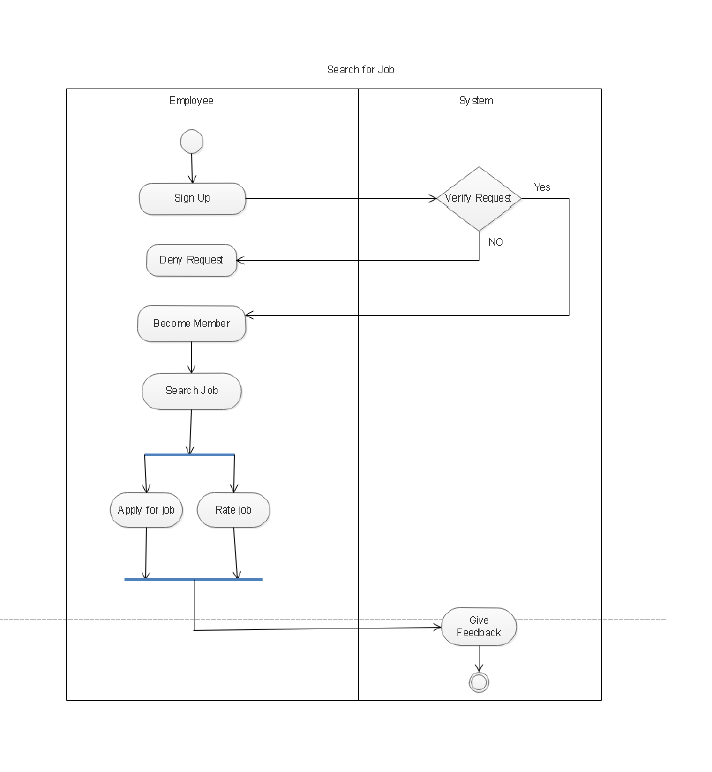 Search for Job
Employee
System
Sign Up
Verify Request
Yes
NO
Deny Request
Become Member
Search Job
Apply for job
Rate job
Give
Feedback